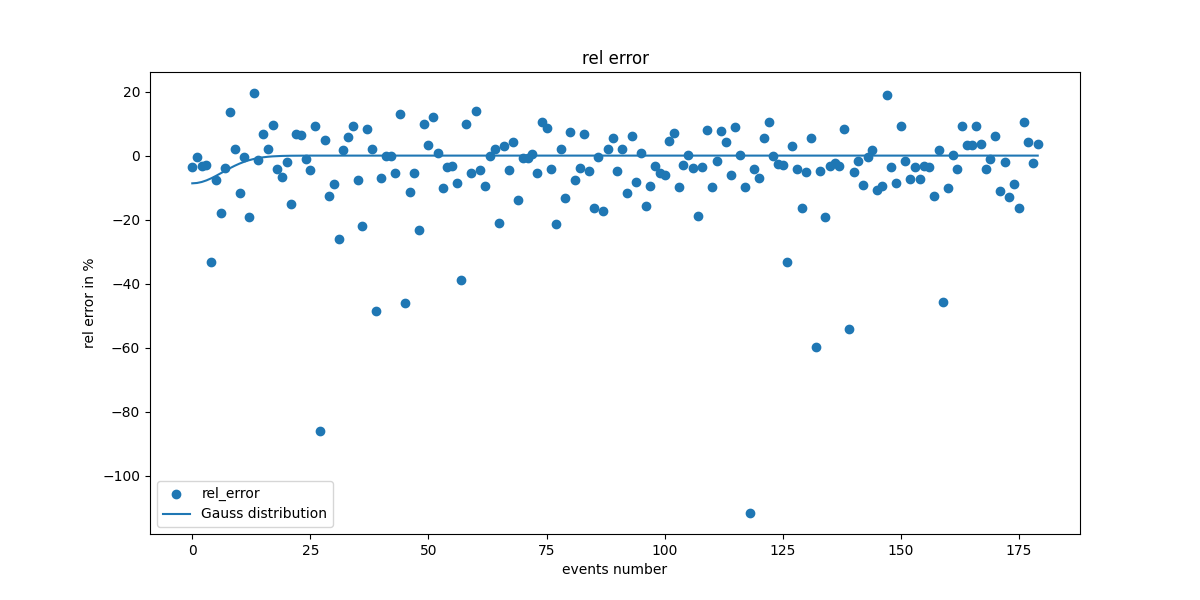 rel error
20
0
−20
−40
−60
−80
−100
rel error in %
rel_error
Gauss distribution
0 25 50 75 100 125 150 175
events number